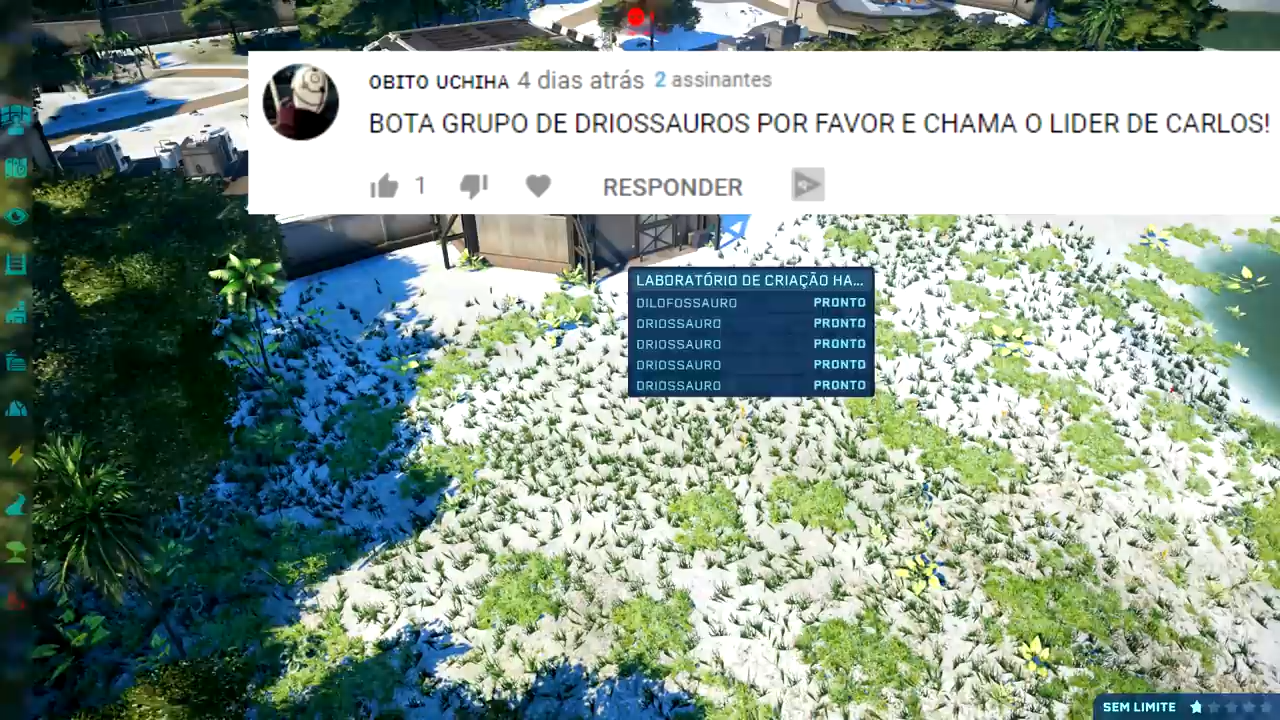 OBITO UCHIHA 4 dias atrás 2 assinantes
BOTA GRUPO DE DRIOSSAUROS POR FAVOR E CHAMA O LIDER DE CARLOS!
1 RESPONDER
LABORATÓRIO DE CRIAÇÃO HA...
DILOFOSSAURO PRONTO
DRIOSSAURO PRONTO
DRIOSSAURO PRONTO
DRIOSSAURO PRONTO
DRIOSSAURO PRONTO
SEM LIMITE